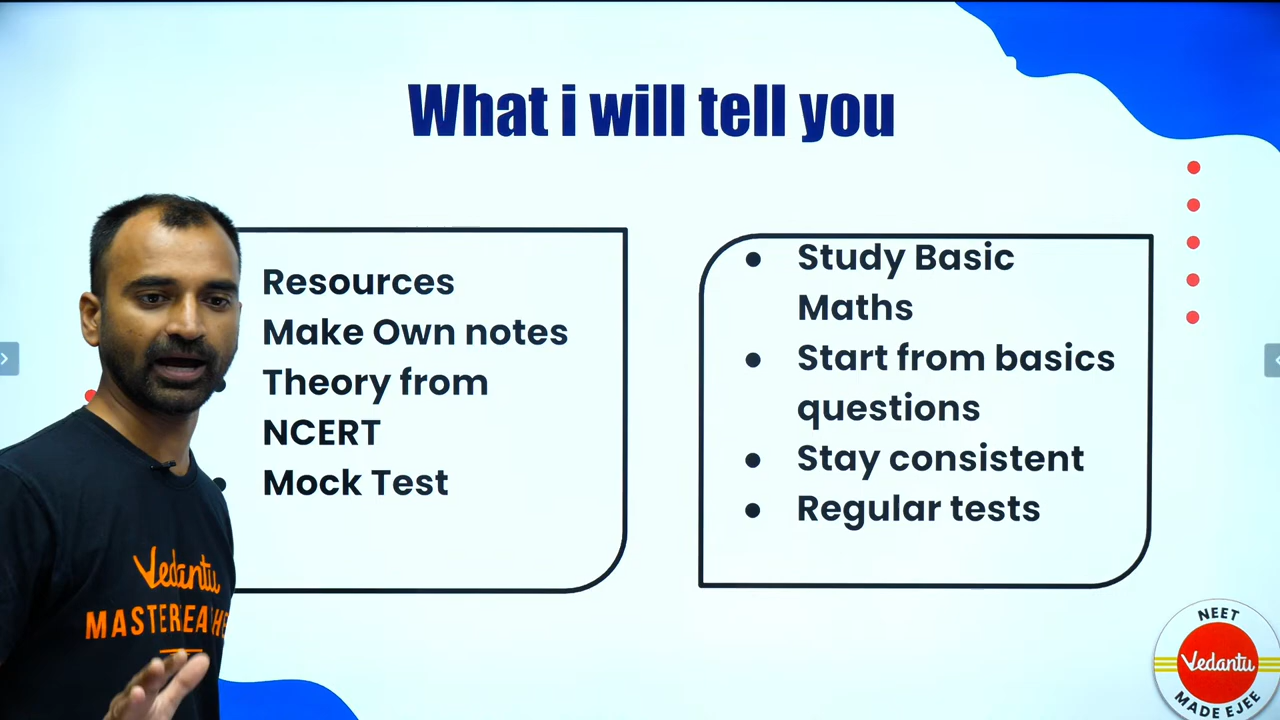 What i will tell you
Resources
Make Own notes
Theory from
NCERT
Mock Test
• Study Basic
Maths
• Start from basics
questions
• Stay consistent
• Regular tests
Vedantu
NEET
Vedantu
MADE EJEE